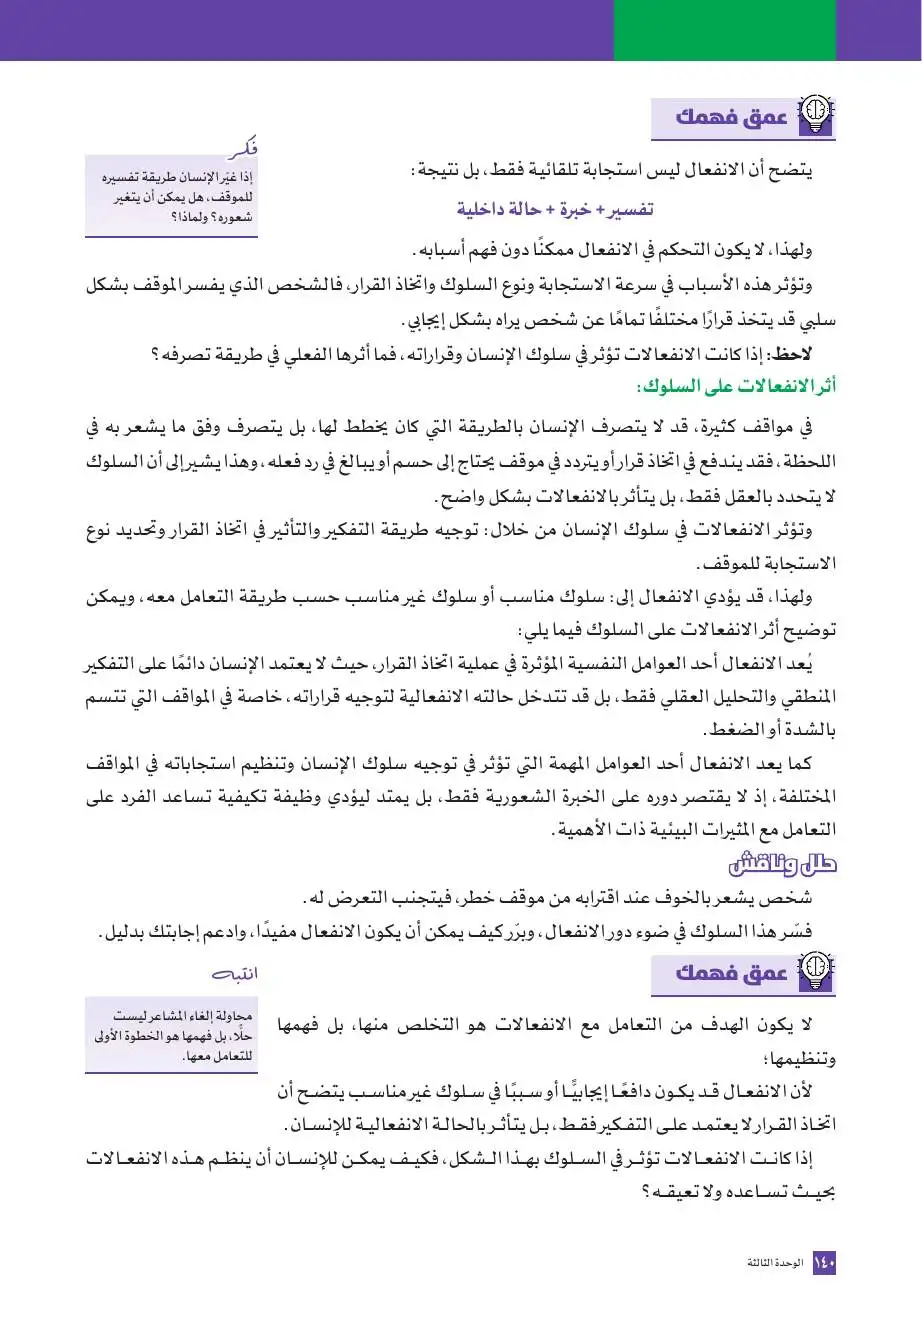 عمق فهمك
فكر
إذا غيّر الإنسان طريقة تفسيره
للموقف، هل يمكن أن يتغير
شعوره؟ ولماذا؟
يتضح أن الانفعال ليس استجابة تلقائية فقط، بل نتيجة:
تفسير + خبرة + حالة داخلية
ولهذا، لا يكون التحكم في الانفعال ممكنًا دون فهم أسبابه.
وتؤثر هذه الأسباب في سرعة الاستجابة ونوع السلوك واتخاذ القرار، فالشخص الذي يفسر الموقف بشكل
سلبي قد يتخذ قرارًا مختلفًا تمامًا عن شخص يراه بشكل إيجابي.
لاحظ: إذا كانت الانفعالات تؤثر في سلوك الإنسان وقراراته، فما أثرها الفعلي في طريقة تصرفه؟
أثر الانفعالات على السلوك:
في مواقف كثيرة، قد لا يتصرف الإنسان بالطريقة التي كان يخطط لها، بل يتصرف وفق ما يشعر به في
اللحظة، فقد يندفع في اتخاذ قرار أو يتردد في موقف يحتاج إلى حسم أو يبالغ في رد فعله، وهذا يشير إلى أن السلوك
لا يتحدد بالعقل فقط، بل يتأثر بالانفعالات بشكل واضح.
وتؤثر الانفعالات في سلوك الإنسان من خلال: توجيه طريقة التفكير والتأثير في اتخاذ القرار وتحديد نوع
الاستجابة للموقف.
ولهذا، قد يؤدي الانفعال إلى: سلوك مناسب أو سلوك غير مناسب حسب طريقة التعامل معه، ويمكن
توضيح أثر الانفعالات على السلوك فيما يلي:
يُعد الانفعال أحد العوامل النفسية المؤثرة في عملية اتخاذ القرار، حيث لا يعتمد الإنسان دائمًا على التفكير
المنطقي والتحليل العقلي فقط، بل قد تتدخل حالته الانفعالية لتوجيه قراراته، خاصة في المواقف التي تتسم
بالشدة أو الضغط.
كما يعد الانفعال أحد العوامل المهمة التي تؤثر في توجيه سلوك الإنسان وتنظيم استجاباته في المواقف
المختلفة، إذ لا يقتصر دوره على الخبرة الشعورية فقط، بل يمتد ليؤدي وظيفة تكيفية تساعد الفرد على
التعامل مع المثيرات البيئية ذات الأهمية.
حلل وناقش
شخص يشعر بالخوف عند اقترابه من موقف خطر، فيتجنب التعرض له.
فسّر هذا السلوك في ضوء دور الانفعال، وبرّر كيف يمكن أن يكون الانفعال مفيدًا، وادعم إجابتك بدليل.
عمق فهمك
انتبه
محاولة إلغاء المشاعر ليست
حلًا، بل فهمها هو الخطوة الأولى
للتعامل معها.
لا يكون الهدف من التعامل مع الانفعالات هو التخلص منها، بل فهمها
وتنظيمها؛
لأن الانفعال قد يكون دافعًا إيجابيًّا أو سببًا في سلوك غير مناسب يتضح أن
اتخاذ القرار لا يعتمد على التفكير فقط، بل يتأثر بالحالة الانفعالية للإنسان.
إذا كانت الانفعالات تؤثر في السلوك بهذا الشكل، فكيف يمكن للإنسان أن ينظم هذه الانفعالات
بحيث تساعده ولا تعيقه؟
١٤٠ الوحدة الثالثة